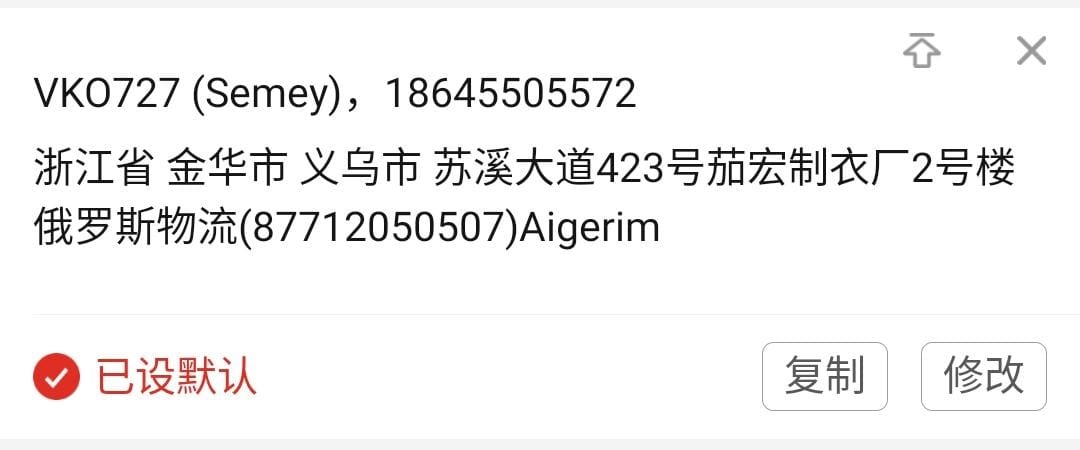 VKO727 (Semey)，18645505572
浙江省 金华市 义乌市 苏溪大道423号茄宏制衣厂2号楼
俄罗斯物流(87712050507)Aigerim
已设默认
复制
修改